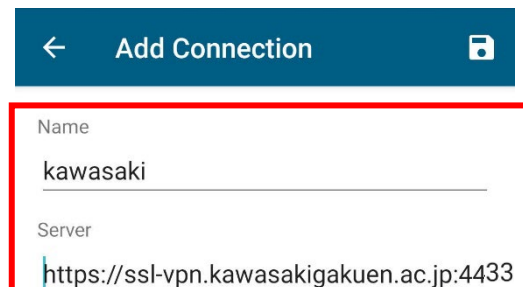 Add Connection
Name
kawasaki
Server
https://ssl-vpn.kawasakigakuen.ac.jp:4433